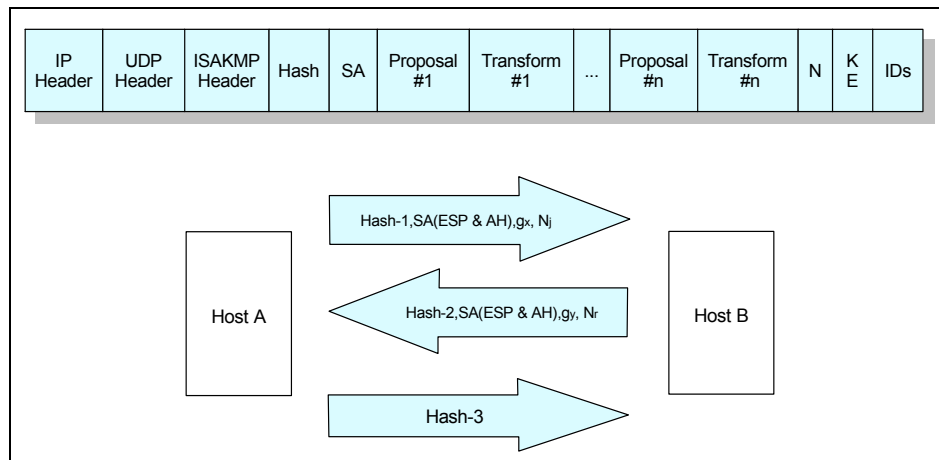 IP Header
UDP Header
ISAKMP Header
Hash
SA
Proposal #1
Transform #1
...
Proposal #n
Transform #n
N
K E
IDs
Hash-1,SA(ESP & AH),gx, Nj
Host A
Host B
Hash-2,SA(ESP & AH),gy, Nr
Hash-3